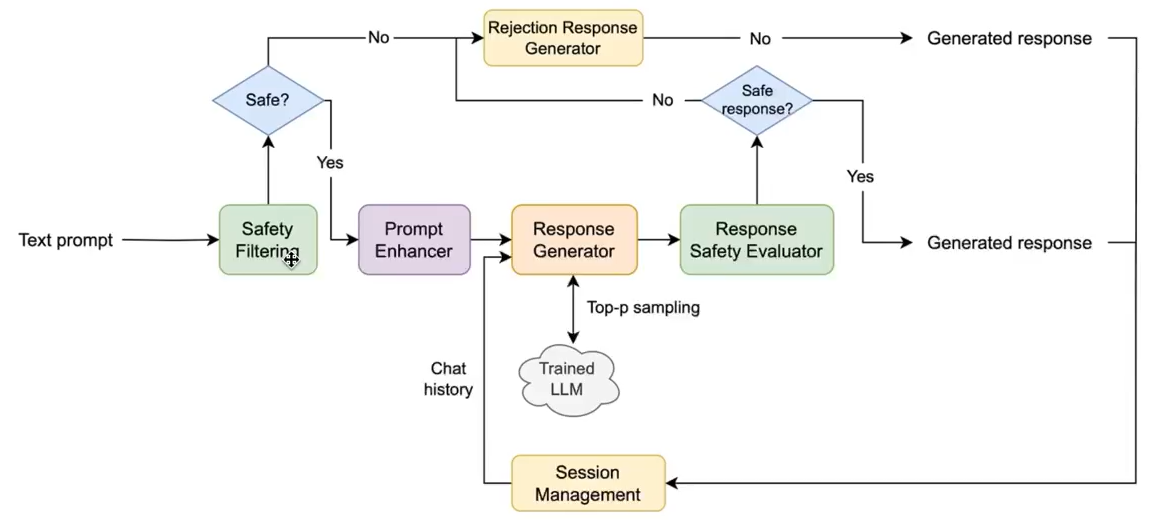 No
Rejection Response
Generator
No
Generated response
Safe?
No
Safe
response?
Yes
Yes
Text prompt
Safety
Filtering
Prompt
Enhancer
Response
Generator
Response
Safety Evaluator
Generated response
Top-p sampling
Chat
history
Trained
LLM
Session
Management